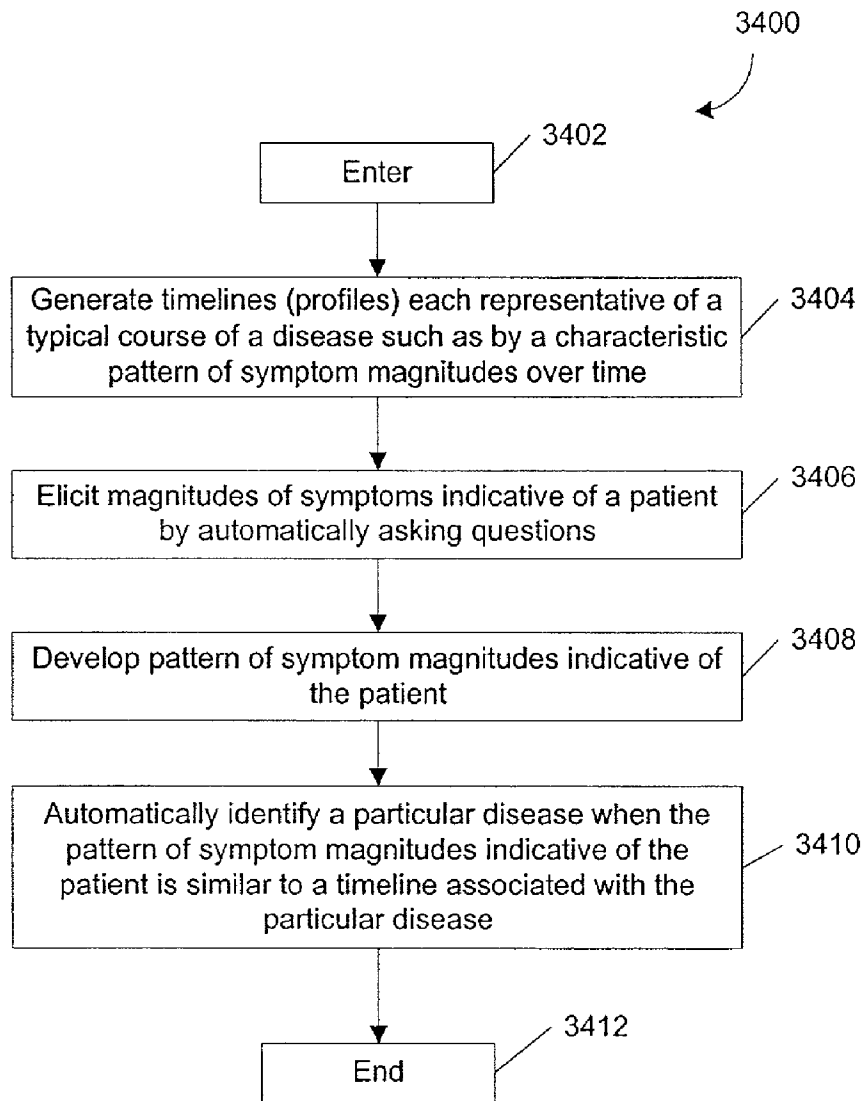 3400
3402
Enter
Generate timelines (profiles) each representative of a
typical course of a disease such as by a characteristic
pattern of symptom magnitudes over time
3404
Elicit magnitudes of symptoms indicative of a patient
by automatically asking questions
3406
Develop pattern of symptom magnitudes indicative of
the patient
3408
Automatically identify a particular disease when the
pattern of symptom magnitudes indicative of the
patient is similar to a timeline associated with the
particular disease
3410
3412
End